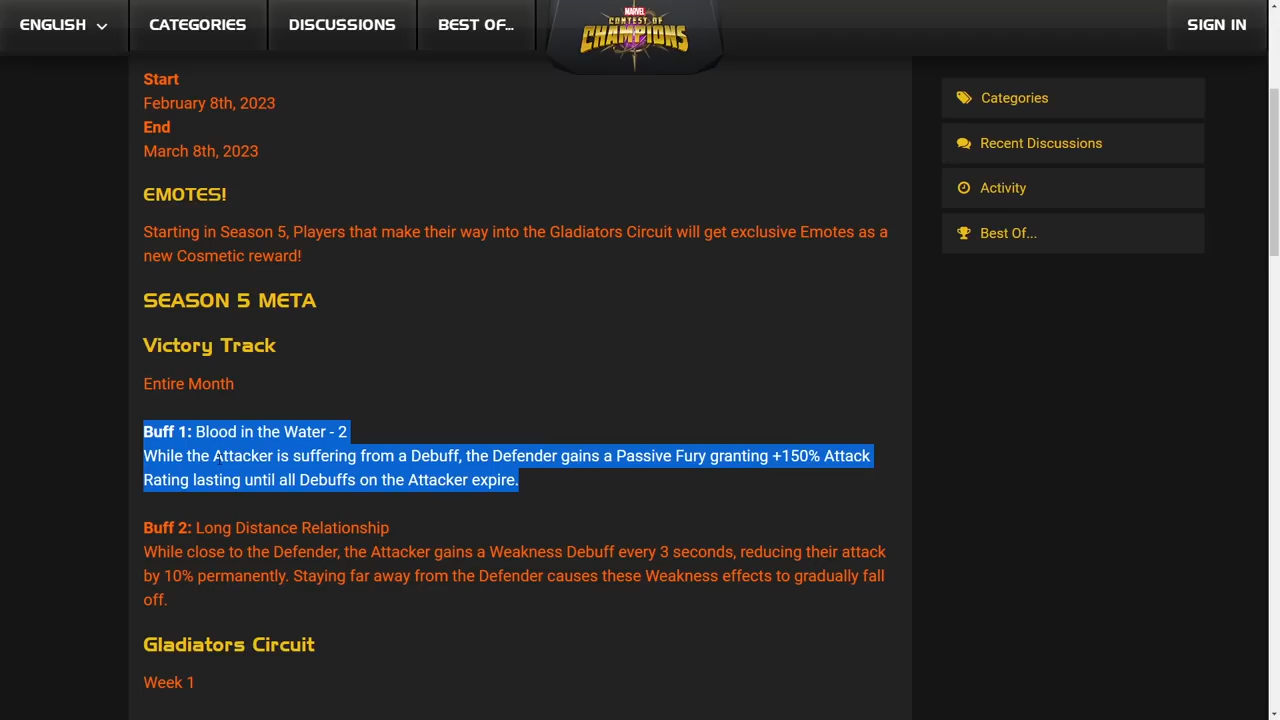 ENGLISH
CATEGORIES
DISCUSSIONS
BEST OF...
MARVEL
CONTEST OF
CHAMPIONS
SIGN IN
Start
February 8th, 2023
End
March 8th, 2023
EMOTES!
Starting in Season 5, Players that make their way into the Gladiators Circuit will get exclusive Emotes as a
new Cosmetic reward!
SEASON 5 META
Victory Track
Entire Month
Buff 1: Blood in the Water - 2
While the Attacker is suffering from a Debuff, the Defender gains a Passive Fury granting +150% Attack
Rating lasting until all Debuffs on the Attacker expire.
Buff 2: Long Distance Relationship
While close to the Defender, the Attacker gains a Weakness Debuff every 3 seconds, reducing their attack
by 10% permanently. Staying far away from the Defender causes these Weakness effects to gradually fall
off.
Gladiators Circuit
Week 1
Categories
Recent Discussions
Activity
Best Of...